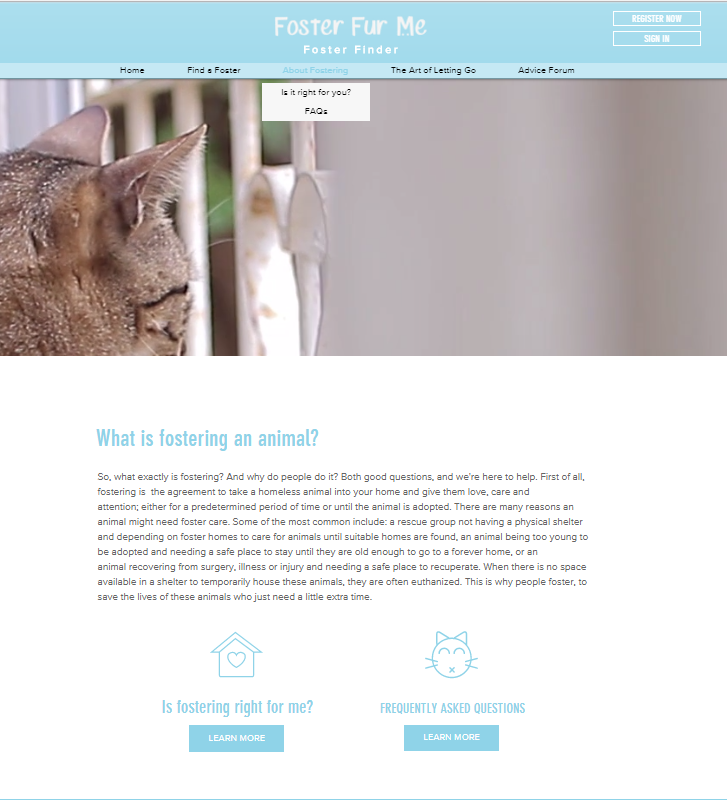 Foster Fur Me
Foster Finder
REGISTER NOW
SIGN IN
Home Find a Foster About Fostering The Art of Letting Go Advice Forum
Is it right for you?
FAQs
What is fostering an animal?
So, what exactly is fostering? And why do people do it? Both good questions, and we're here to help. First of all,
fostering is  the agreement to take a homeless animal into your home and give them love, care and
attention; either for a predetermined period of time or until the animal is adopted. There are many reasons an
animal might need foster care. Some of the most common include: a rescue group not having a physical shelter
and depending on foster homes to care for animals until suitable homes are found, an animal being too young to
be adopted and needing a safe place to stay until they are old enough to go to a forever home, or an
animal recovering from surgery, illness or injury and needing a safe place to recuperate. When there is no space
available in a shelter to temporarily house these animals, they are often euthanized. This is why people foster, to
save the lives of these animals who just need a little extra time.
Is fostering right for me?
LEARN MORE
FREQUENTLY ASKED QUESTIONS
LEARN MORE